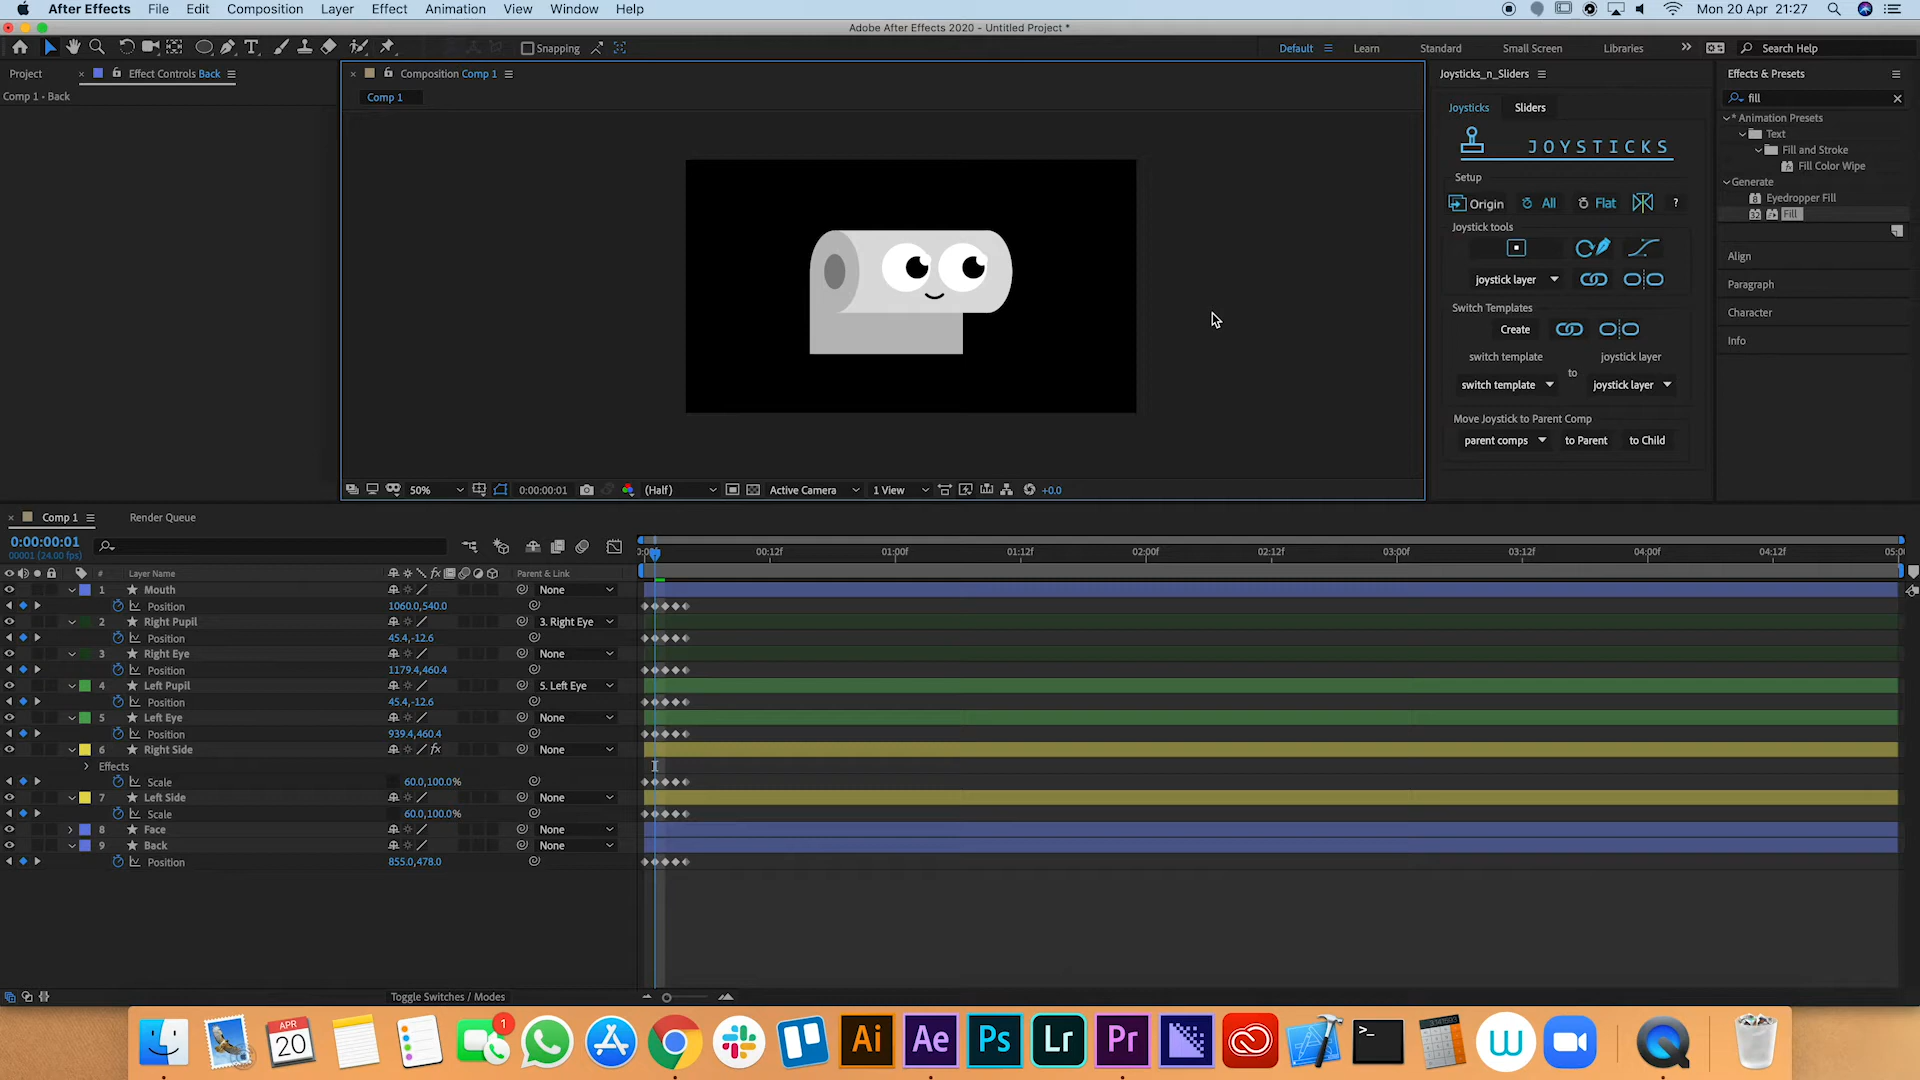 After Effects File Edit Composition Layer Effect Animation View Window Help
Mon 20 Apr 21:27
Adobe After Effects 2020 - Untitled Project *
Snapping
Default
Learn
Standard
Small Screen
Libraries
Search Help
Project
Effect Controls Back
Composition Comp 1
Joysticks_n_Sliders
Effects & Presets
Comp 1 - Back
Comp 1
Joysticks
Sliders
fill
* Animation Presets
Text
Fill and Stroke
Fill Color Wipe
Generate
Eyedropper Fill
32
Fill
Align
Paragraph
Character
Info
JOYSTICKS
Setup
Origin
All
Flat
?
Joystick tools
joystick layer
Switch Templates
Create
switch template
joystick layer
to
switch template
joystick layer
Move Joystick to Parent Comp
parent comps
to Parent
to Child
50%
0:00:00:01
(Half)
Active Camera
1 View
+0.0
Comp 1
Render Queue
0:00:00:01
00001 (24.00 fps)
00:12f
01:00f
01:12f
02:00f
02:12f
03:00f
03:12f
04:00f
04:12f
05:0
#
Layer Name
Parent & Link
1 Mouth None
Position 1060.0,540.0
2 Right Pupil 3. Right Eye
Position 45.4,-12.6
3 Right Eye None
Position 1179.4,460.4
4 Left Pupil 5. Left Eye
Position 45.4,-12.6
5 Left Eye None
Position 939.4,460.4
6 Right Side None
Effects
Scale 60.0,100.0%
7 Left Side None
Scale 60.0,100.0%
8 Face None
9 Back None
Position 855.0,478.0
Toggle Switches / Modes
APR
20
1
Ai
Ae
Ps
Lr
Pr